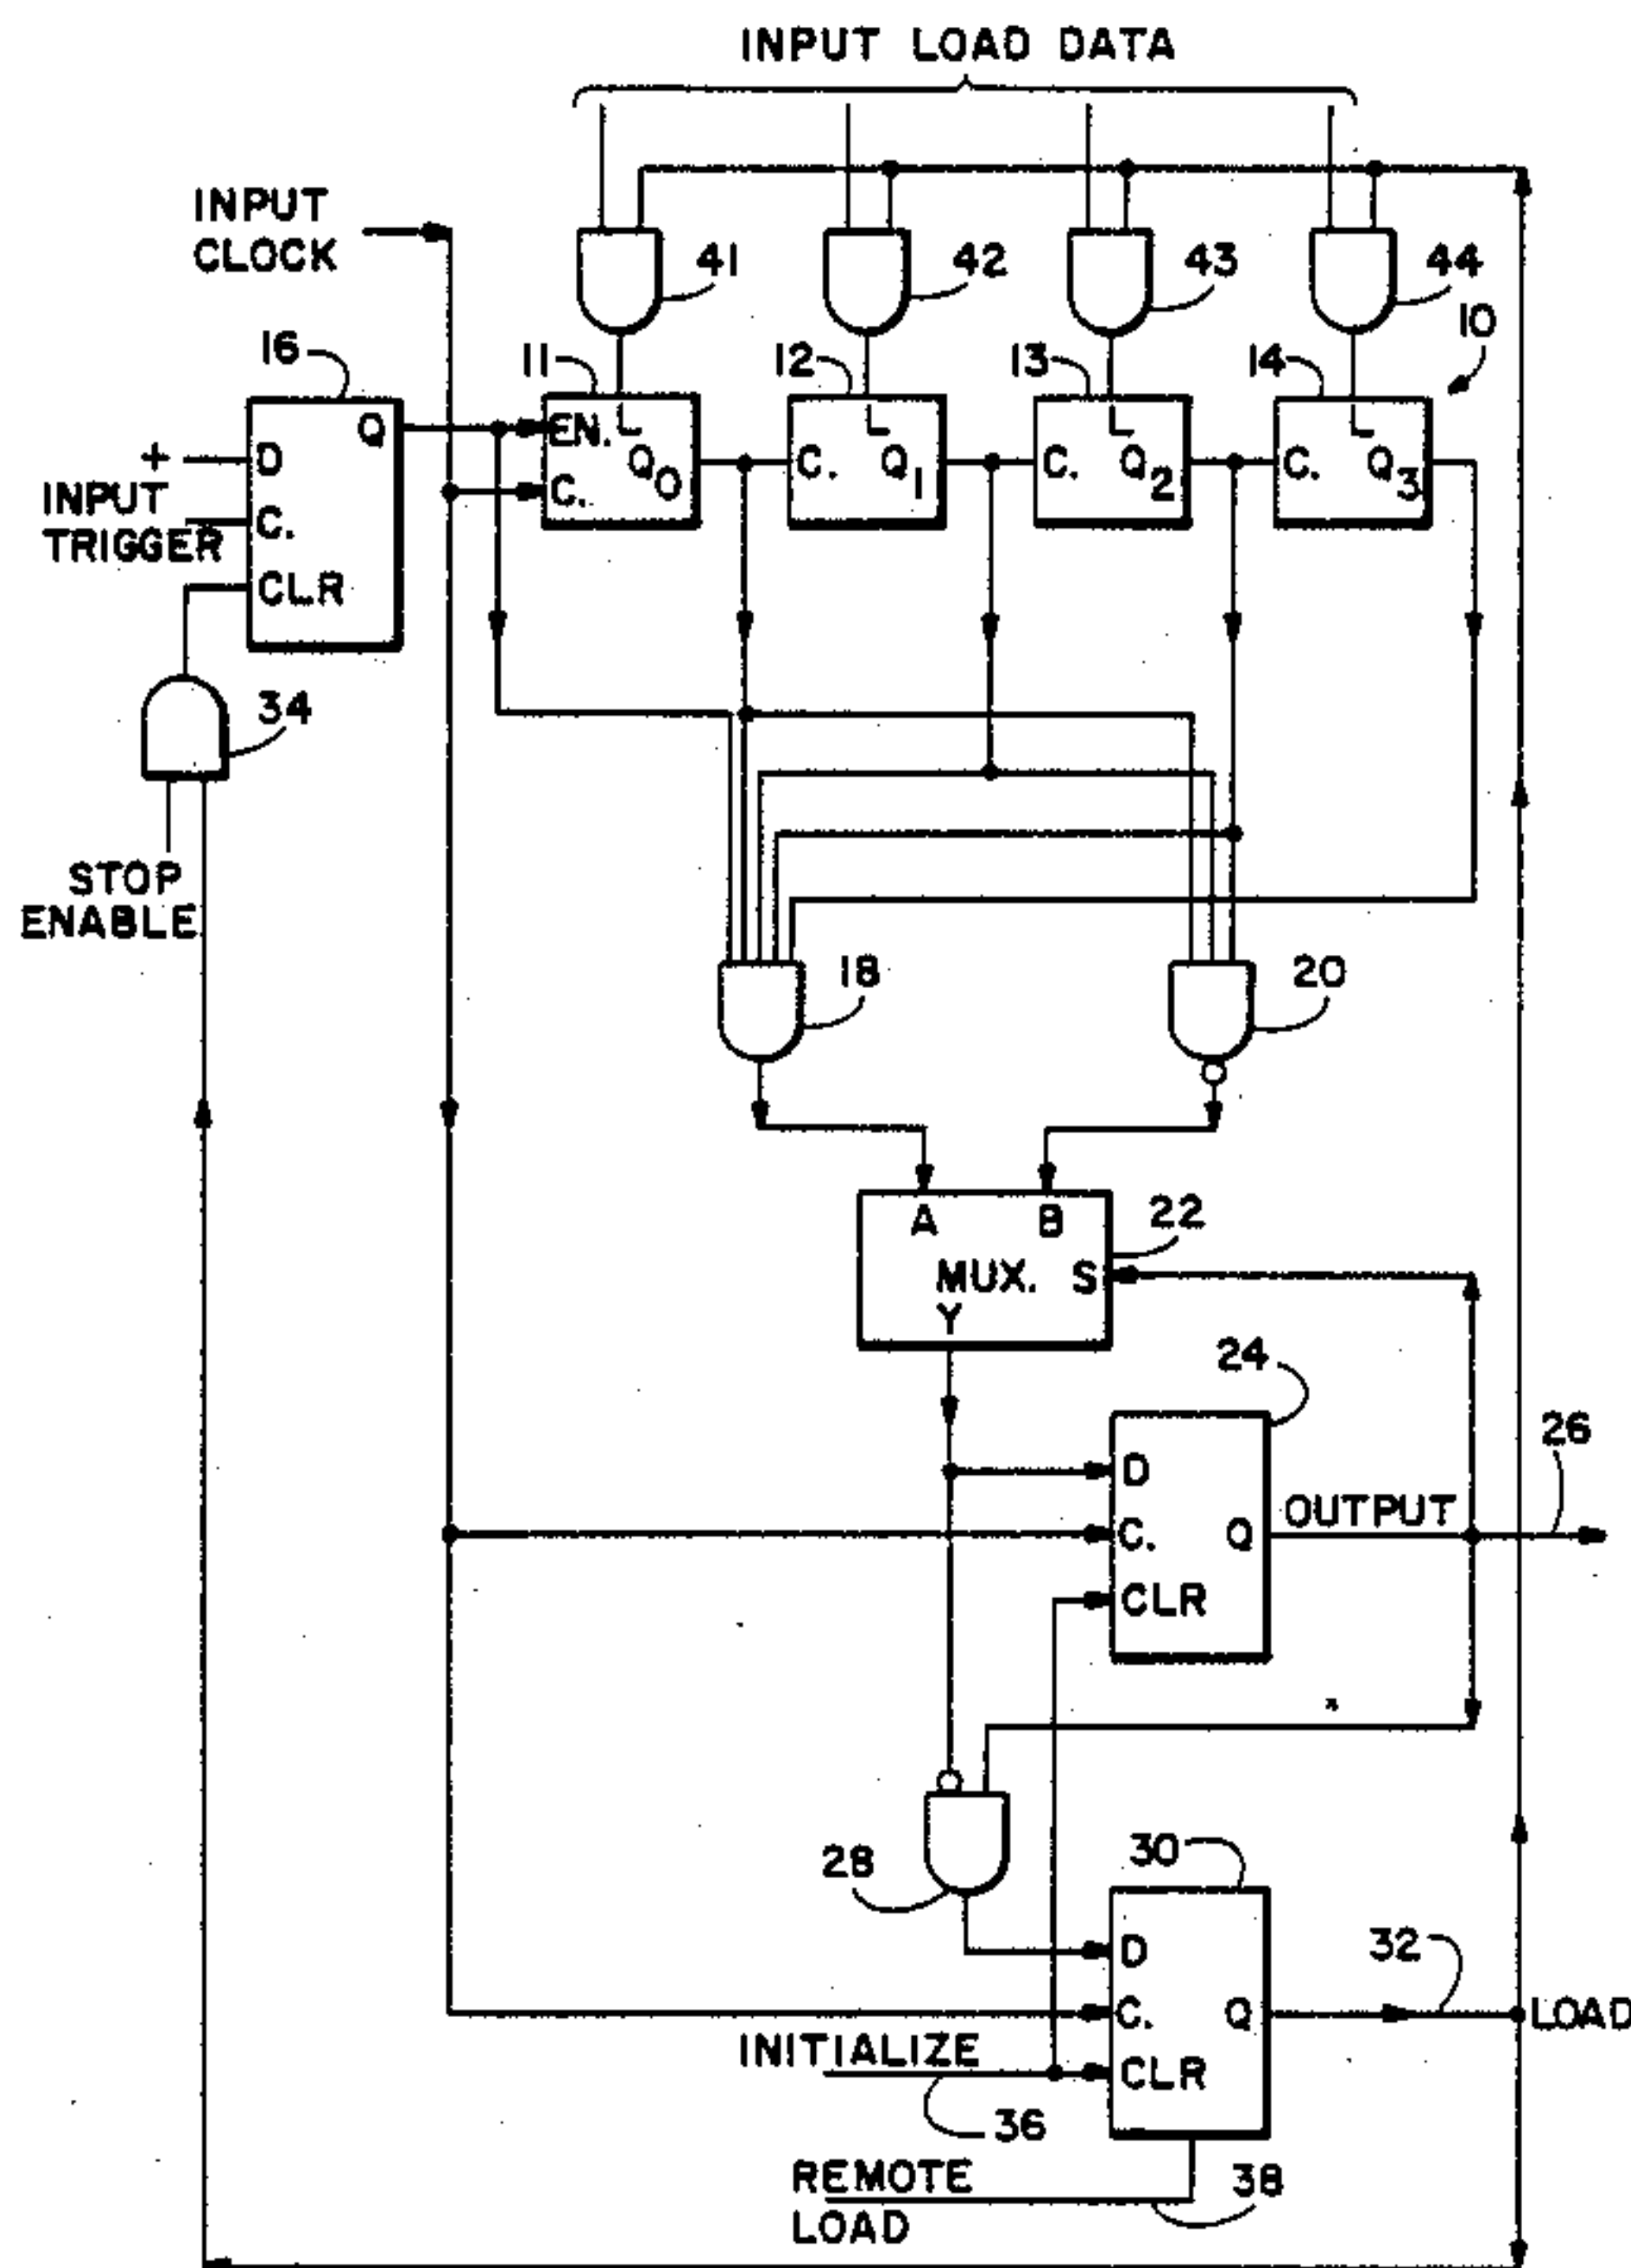 INPUT LOAD DATA
INPUT
CLOCK
41
42
43
44
10
16
11
12
13
14
Q
EN.
L
Q0
C.
C.
L
Q1
C.
L
Q2
C.
L
Q3
+
D
INPUT
TRIGGER
C.
CLR
34
STOP
ENABLE
18
20
A
B
22
MUX.
S
Y
24
D
OUTPUT
26
C.
Q
CLR
28
30
D
32
C.
Q
LOAD
INITIALIZE
CLR
36
REMOTE
LOAD
38